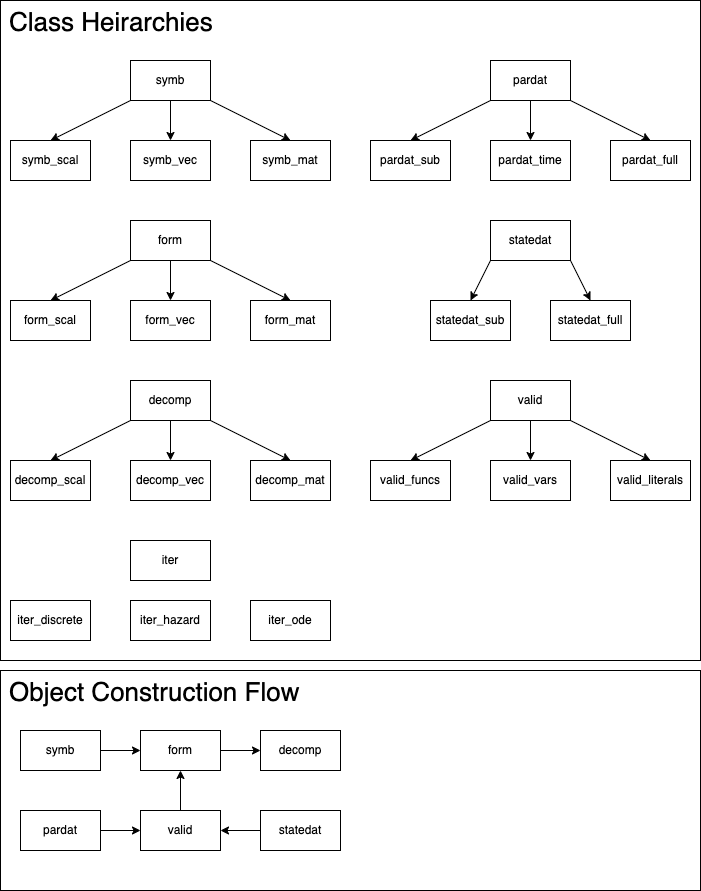 Class Heirarchies
symb
pardat
symb_scal
symb_vec
symb_mat
pardat_sub
pardat_time
pardat_full
form
statedat
form_scal
form_vec
form_mat
statedat_sub
statedat_full
decomp
valid
decomp_scal
decomp_vec
decomp_mat
valid_funcs
valid_vars
valid_literals
iter
iter_discrete
iter_hazard
iter_ode
Object Construction Flow
symb
form
decomp
pardat
valid
statedat